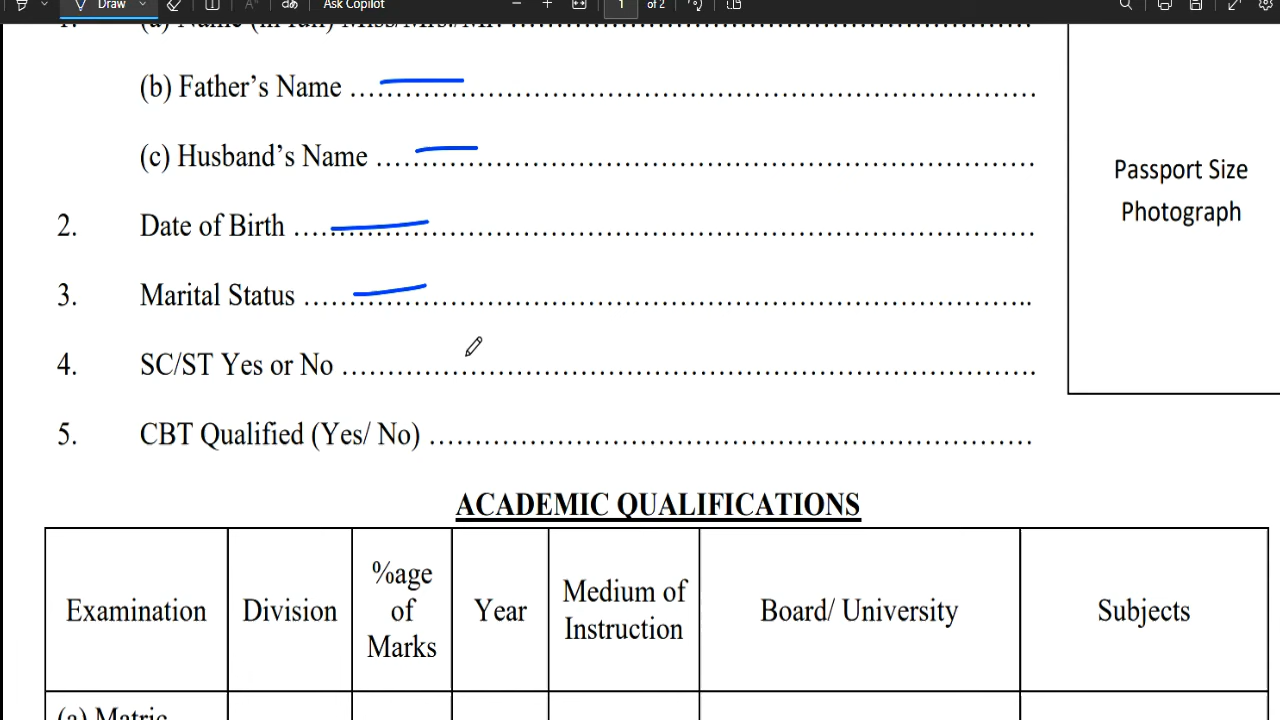 Draw Ask Copilot 1 of 2
1. (a) Name (in full) Miss/Mrs./Mr. ……………………………………………………
(b) Father's Name ……………………………………………………………………
(c) Husband's Name …………………………………………………………………
2. Date of Birth …………………………………………………………………………
3. Marital Status ………………………………………………………………………..
4. SC/ST Yes or No …………………………………………………………………….
5. CBT Qualified (Yes/ No) ……………………………………………………………
Passport Size
Photograph
ACADEMIC QUALIFICATIONS
Examination Division %age of Marks Year Medium of Instruction Board/ University Subjects
(a) Matric